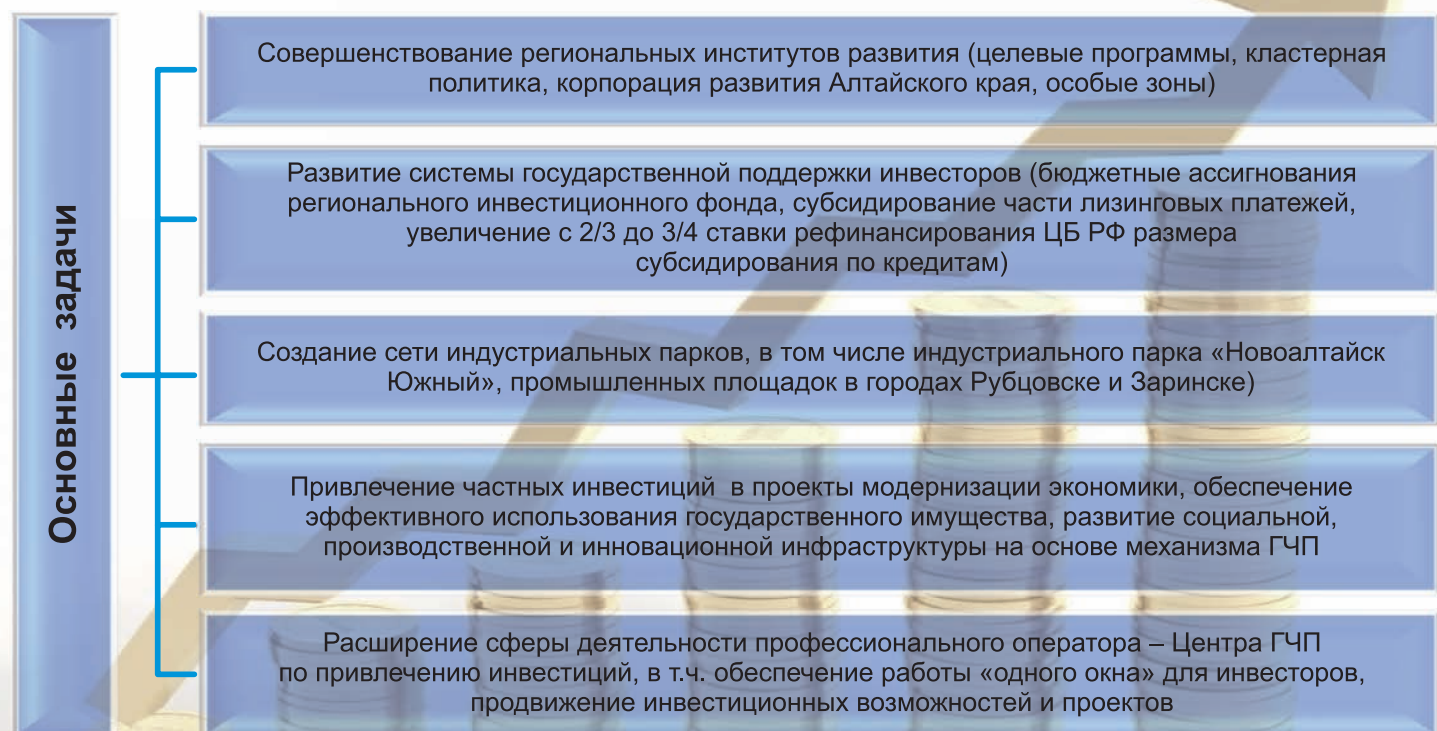 Основные задачи
Совершенствование региональных институтов развития (целевые программы, кластерная
политика, корпорация развития Алтайского края, особые зоны)
Развитие системы государственной поддержки инвесторов (бюджетные ассигнования
регионального инвестиционного фонда, субсидирование части лизинговых платежей,
увеличение с 2/3 до 3/4 ставки рефинансирования ЦБ РФ размера
субсидирования по кредитам)
Создание сети индустриальных парков, в том числе индустриального парка «Новоалтайск
Южный», промышленных площадок в городах Рубцовске и Заринске)
Привлечение частных инвестиций в проекты модернизации экономики, обеспечение
эффективного использования государственного имущества, развитие социальной,
производственной и инновационной инфраструктуры на основе механизма ГЧП
Расширение сферы деятельности профессионального оператора – Центра ГЧП
по привлечению инвестиций, в т.ч. обеспечение работы «одного окна» для инвесторов,
продвижение инвестиционных возможностей и проектов